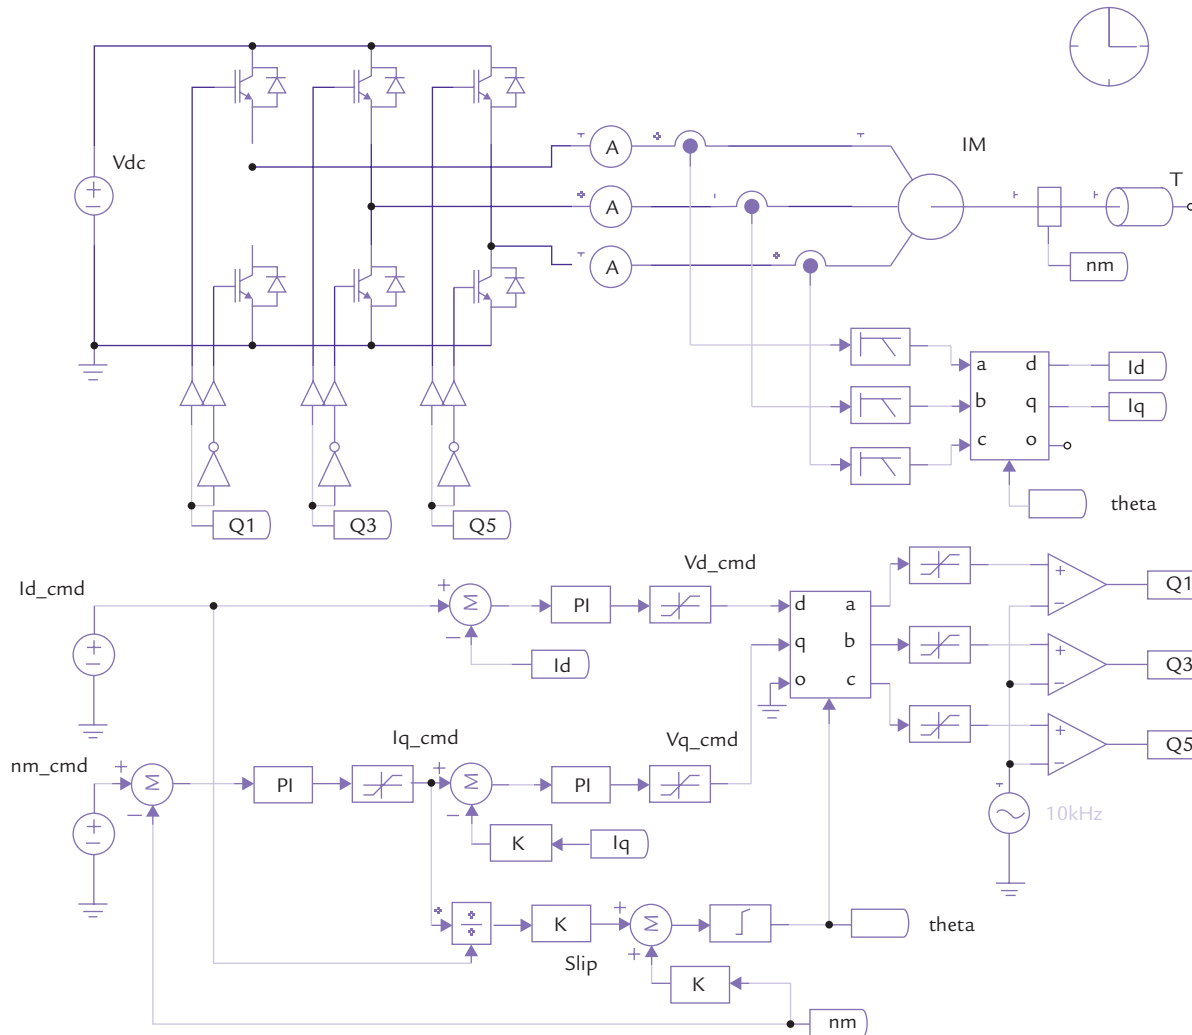 IM
Vdc
A
T
A
A
nm
a d Id
b q Iq
c o
theta
Q1 Q3 Q5
Vd_cmd
Id_cmd
Σ PI d a Q1
q b
Id o c Q3
Iq_cmd Vq_cmd
nm_cmd Q5
Σ PI Σ PI
10kHz
K Iq
K Σ theta
Slip
K
nm